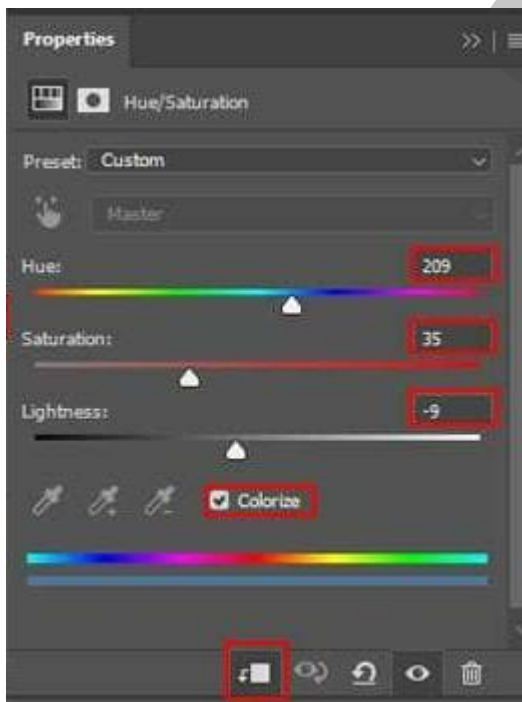 Properties
Hue/Saturation
Preset: Custom
Master
Hue: 209
Saturation: 35
Lightness: -9
Colorize